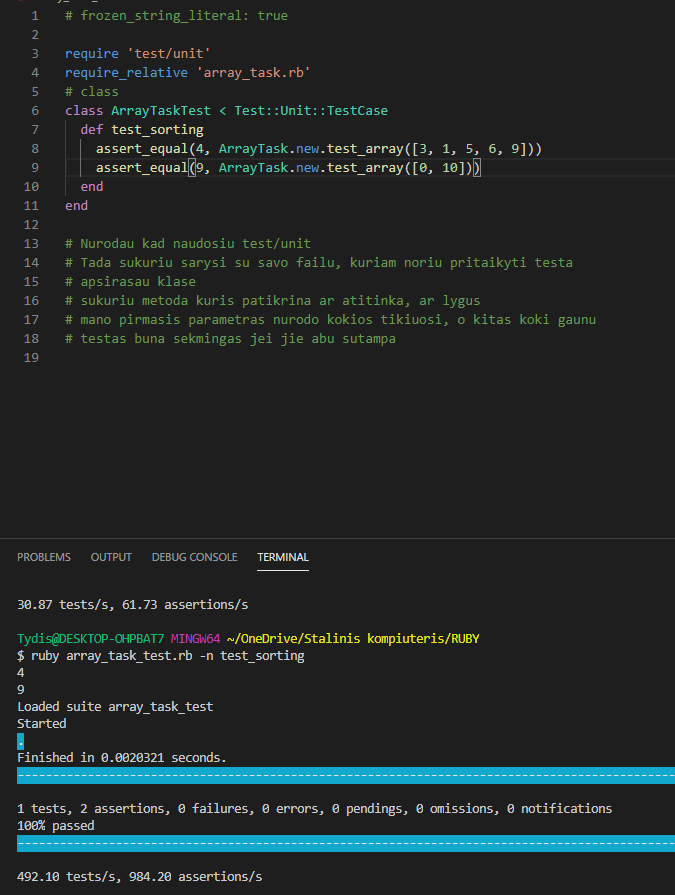 1 # frozen_string_literal: true
2
3 require 'test/unit'
4 require_relative 'array_task.rb'
5 # class
6 class ArrayTaskTest < Test::Unit::TestCase
7 def test_sorting
8 assert_equal(4, ArrayTask.new.test_array([3, 1, 5, 6, 9]))
9 assert_equal(9, ArrayTask.new.test_array([0, 10]))
10 end
11 end
12
13 # Nurodau kad naudosiu test/unit
14 # Tada sukuriu sarysi su savo failu, kuriam noriu pritaikyti testa
15 # apsirasau klase
16 # sukuriu metoda kuris patikrina ar atitinka, ar lygus
17 # mano pirmasis parametras nurodo kokios tikiuosi, o kitas koki gaunu
18 # testas buna sekmingas jei jie abu sutampa
19
PROBLEMS OUTPUT DEBUG CONSOLE TERMINAL
30.87 tests/s, 61.73 assertions/s
Tydis@DESKTOP-OHPBAT7 MINGW64 ~/OneDrive/Stalinis kompiuteris/RUBY
$ ruby array_task_test.rb -n test_sorting
4
9
Loaded suite array_task_test
Started
.
Finished in 0.0020321 seconds.
-----------------------------------------------------------------------------------------------
1 tests, 2 assertions, 0 failures, 0 errors, 0 pendings, 0 omissions, 0 notifications
100% passed
-----------------------------------------------------------------------------------------------
492.10 tests/s, 984.20 assertions/s